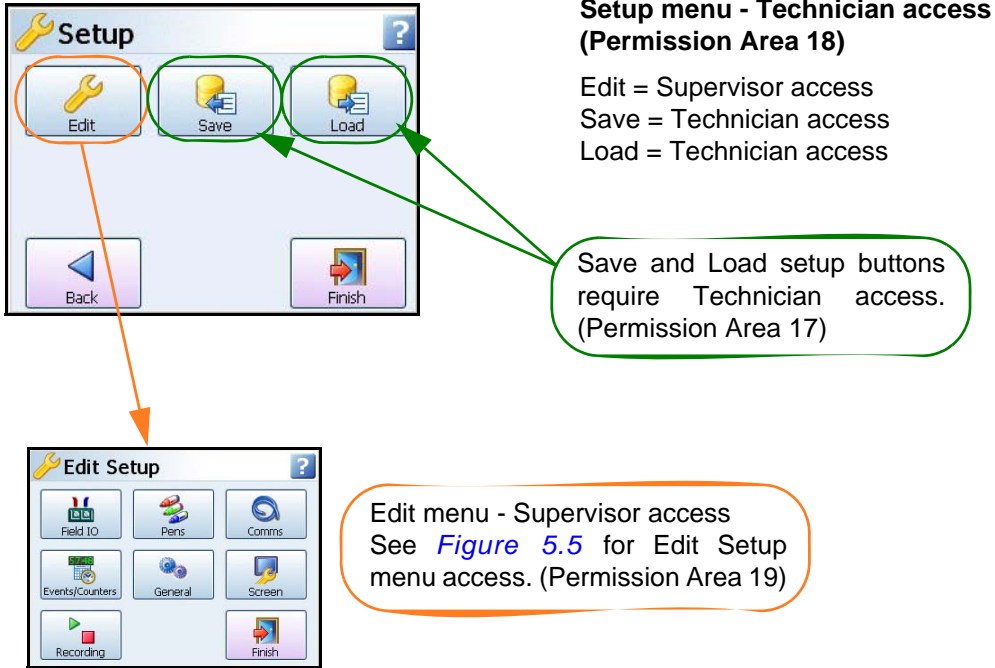 Setup
?
Edit
Save
Load
Back
Finish
Setup menu - Technician access
(Permission Area 18)
Edit = Supervisor access
Save = Technician access
Load = Technician access
Save and Load setup buttons
require Technician access.
(Permission Area 17)
Edit Setup
?
Field IO
Pens
Comms
Events/Counters
General
Screen
Recording
Finish
Edit menu - Supervisor access
See Figure 5.5 for Edit Setup
menu access. (Permission Area 19)